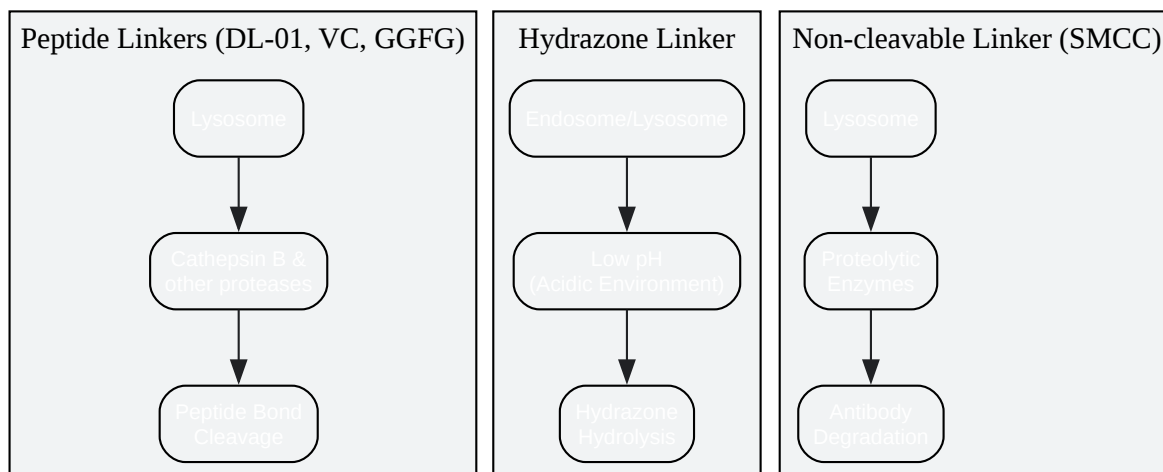 Peptide Linkers (DL-01, VC, GGFG)
Lysosome
Cathepsin B &
other proteases
Peptide Bond
Cleavage
Hydrazone Linker
Endosome/Lysosome
Low pH
(Acidic Environment)
Hydrazone
Hydrolysis
Non-cleavable Linker (SMCC)
Lysosome
Proteolytic
Enzymes
Antibody
Degradation